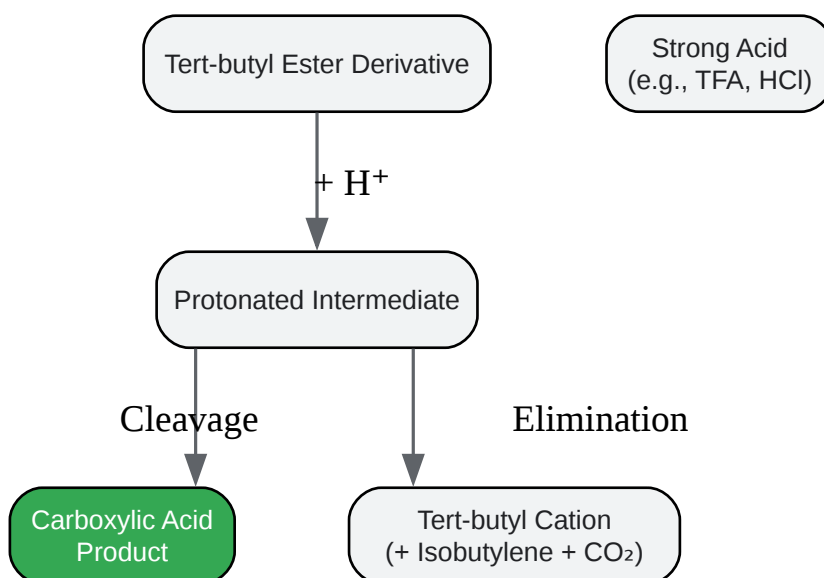 Tert-butyl Ester Derivative
Strong Acid
(e.g., TFA, HCl)
+ H⁺
Protonated Intermediate
Cleavage
Elimination
Carboxylic Acid
Product
Tert-butyl Cation
(+ Isobutylene + CO₂)